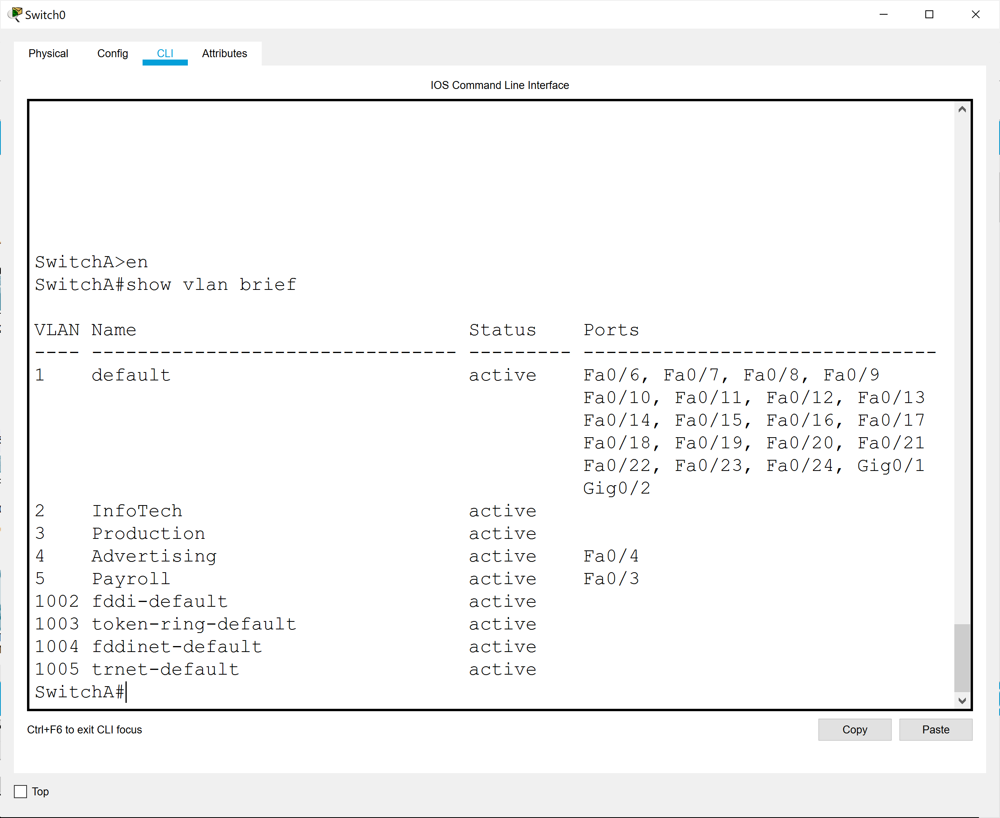 Switch0
Physical Config CLI Attributes
IOS Command Line Interface
SwitchA>en
SwitchA#show vlan brief
VLAN Name Status Ports
---- -------------------------------- --------- -------------------------------
1 default active Fa0/6, Fa0/7, Fa0/8, Fa0/9
Fa0/10, Fa0/11, Fa0/12, Fa0/13
Fa0/14, Fa0/15, Fa0/16, Fa0/17
Fa0/18, Fa0/19, Fa0/20, Fa0/21
Fa0/22, Fa0/23, Fa0/24, Gig0/1
Gig0/2
2 InfoTech active
3 Production active
4 Advertising active Fa0/4
5 Payroll active Fa0/3
1002 fddi-default active
1003 token-ring-default active
1004 fddinet-default active
1005 trnet-default active
SwitchA#
Ctrl+F6 to exit CLI focus Copy Paste
Top